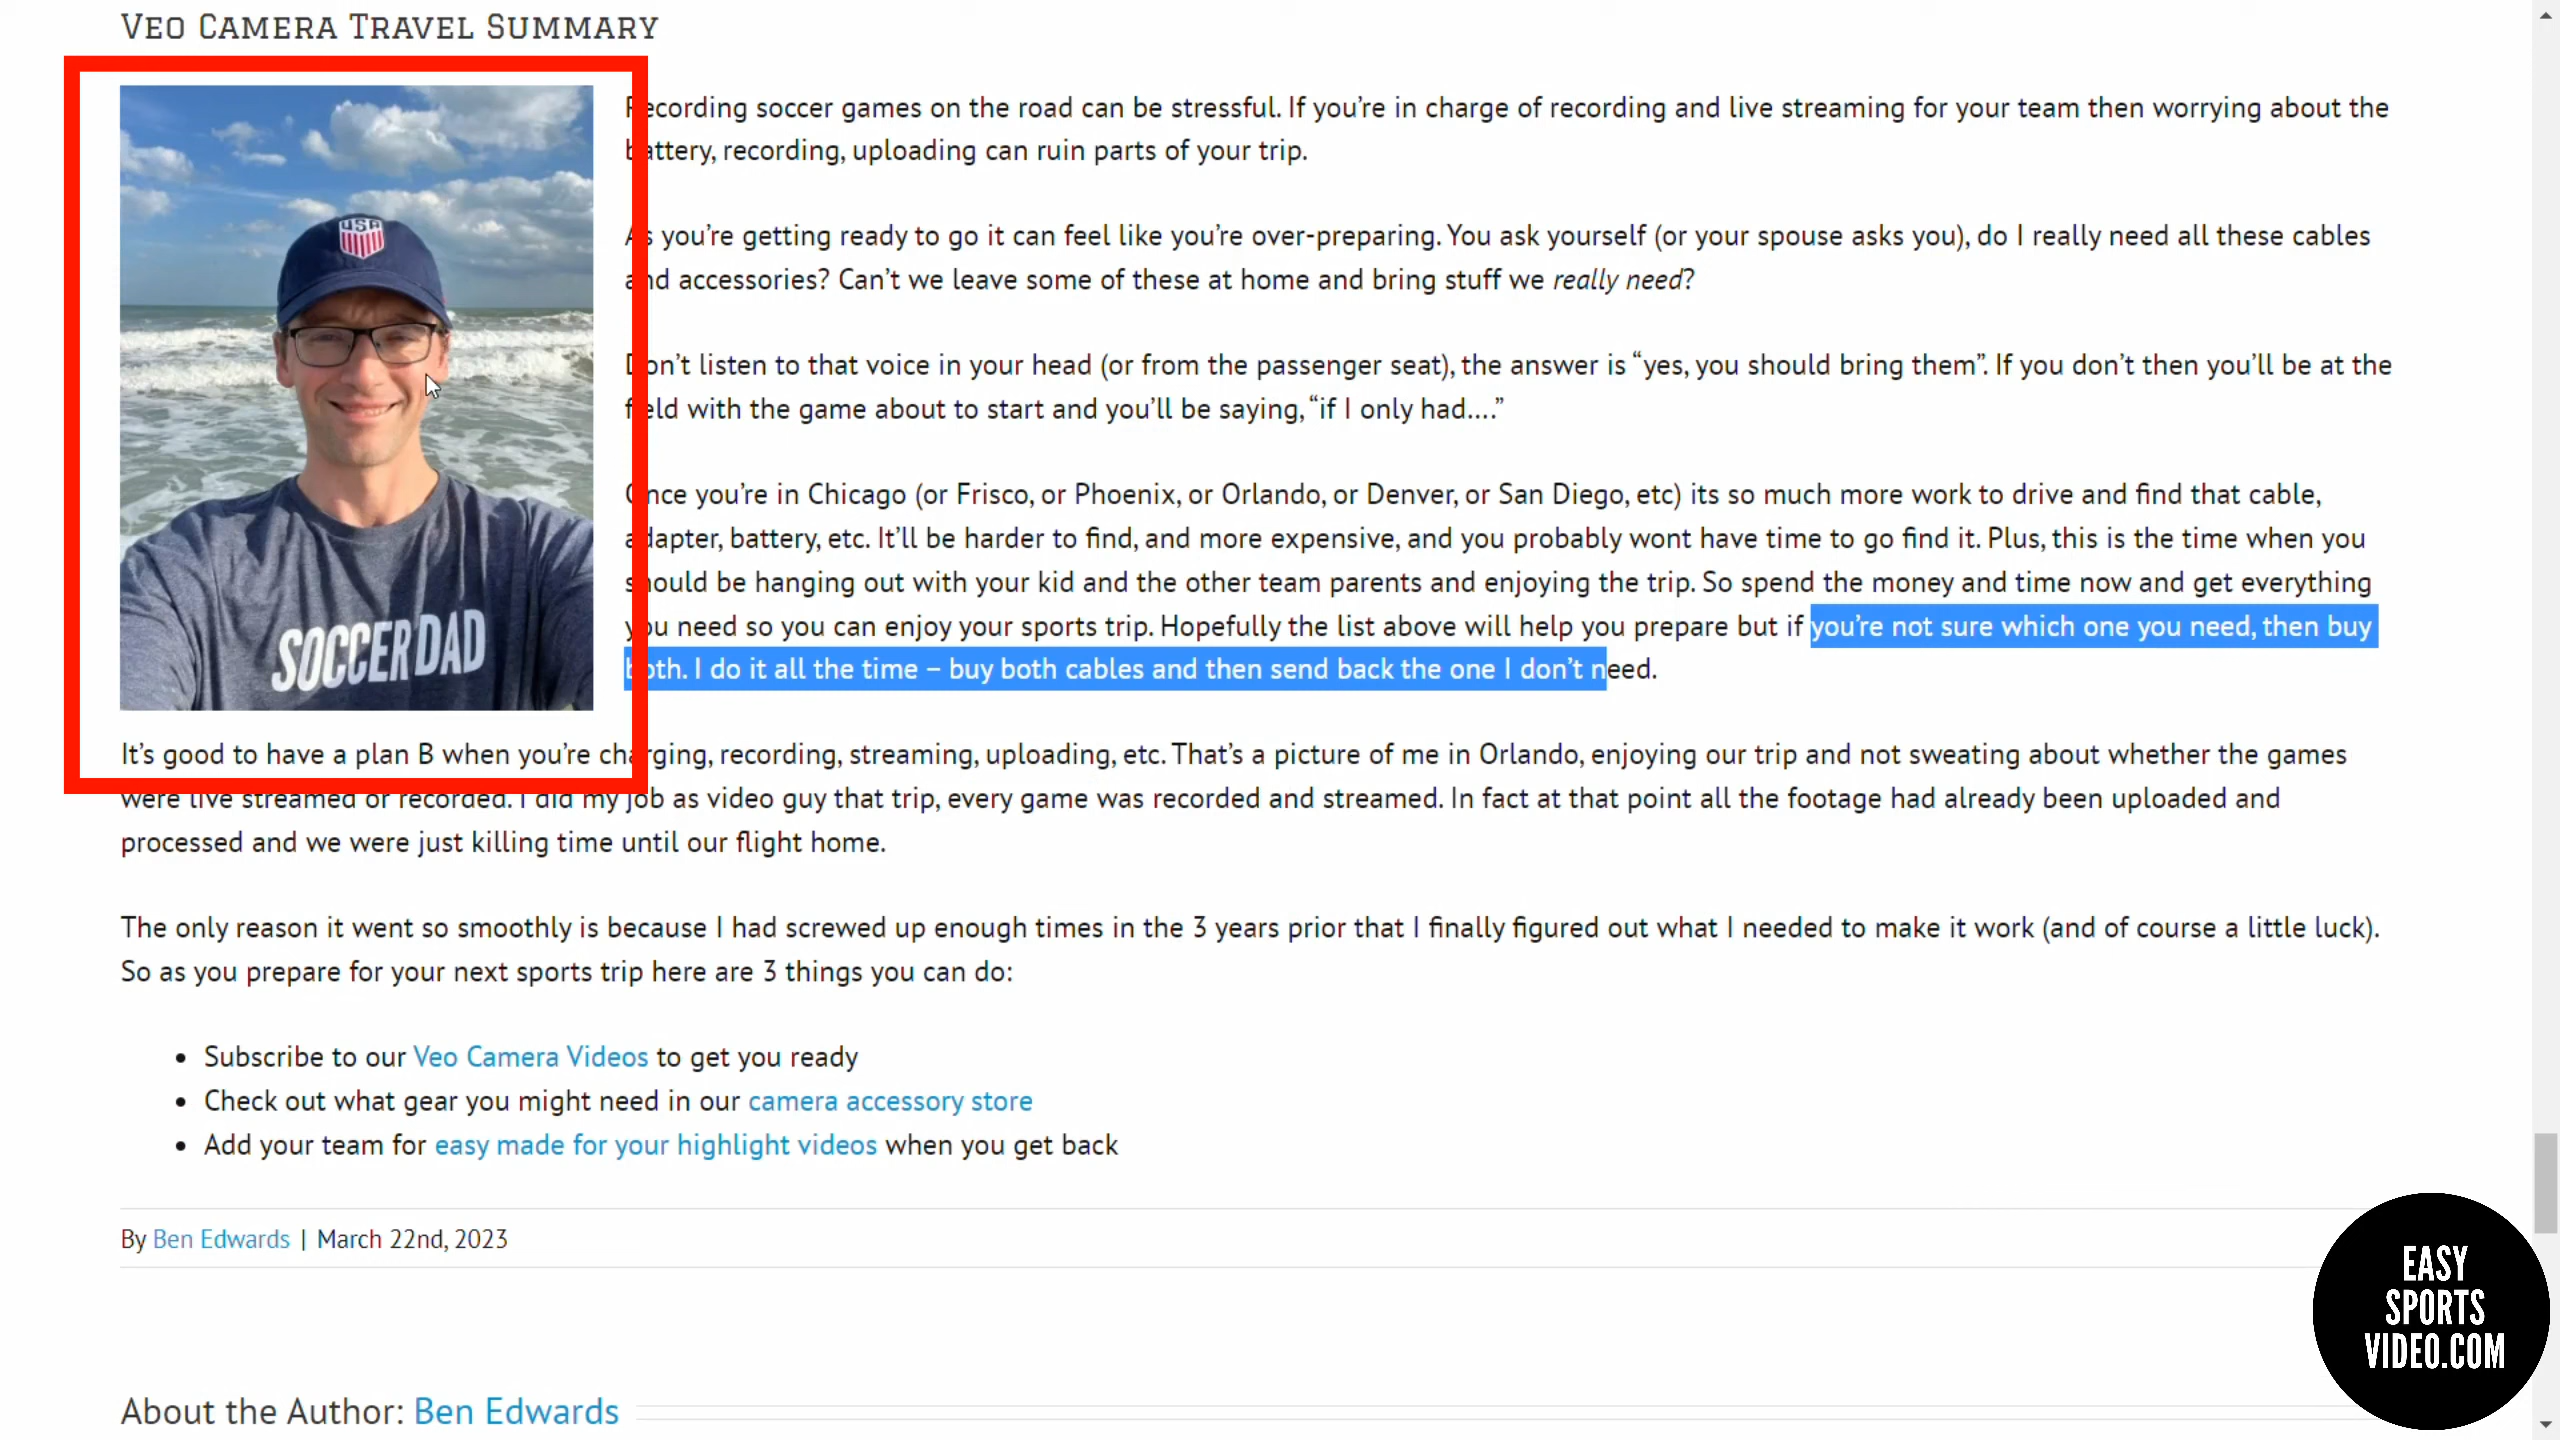 Veo Camera Travel Summary
USA
SOCCER DAD
Recording soccer games on the road can be stressful. If you’re in charge of recording and live streaming for your team then worrying about the
battery, recording, uploading can ruin parts of your trip.
As you’re getting ready to go it can feel like you’re over-preparing. You ask yourself (or your spouse asks you), do I really need all these cables
and accessories? Can’t we leave some of these at home and bring stuff we really need?
Don’t listen to that voice in your head (or from the passenger seat), the answer is “yes, you should bring them”. If you don’t then you’ll be at the
field with the game about to start and you’ll be saying, “if I only had….”
Once you’re in Chicago (or Frisco, or Phoenix, or Orlando, or Denver, or San Diego, etc) its so much more work to drive and find that cable,
adapter, battery, etc. It’ll be harder to find, and more expensive, and you probably wont have time to go find it. Plus, this is the time when you
should be hanging out with your kid and the other team parents and enjoying the trip. So spend the money and time now and get everything
you need so you can enjoy your sports trip. Hopefully the list above will help you prepare but if you’re not sure which one you need, then buy
both. I do it all the time – buy both cables and then send back the one I don’t need.
It’s good to have a plan B when you’re charging, recording, streaming, uploading, etc. That’s a picture of me in Orlando, enjoying our trip and not sweating about whether the games
were live streamed or recorded. I did my job as video guy that trip, every game was recorded and streamed. In fact at that point all the footage had already been uploaded and
processed and we were just killing time until our flight home.
The only reason it went so smoothly is because I had screwed up enough times in the 3 years prior that I finally figured out what I needed to make it work (and of course a little luck).
So as you prepare for your next sports trip here are 3 things you can do:
• Subscribe to our Veo Camera Videos to get you ready
• Check out what gear you might need in our camera accessory store
• Add your team for easy made for your highlight videos when you get back
By Ben Edwards | March 22nd, 2023
EASY
SPORTS
VIDEO.COM
About the Author: Ben Edwards